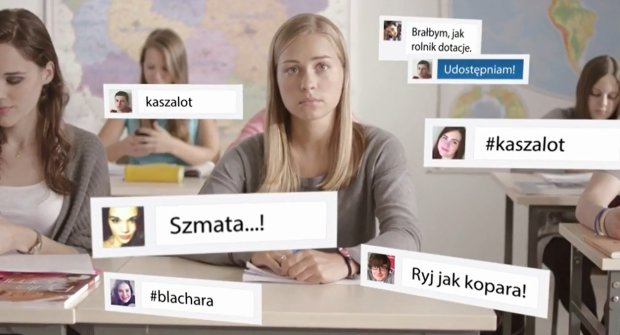 Brałbym, jak
rolnik dotacje.
Udostępniam!
kaszalot
#kaszalot
Szmata...!
Ryj jak kopara!
#blachara